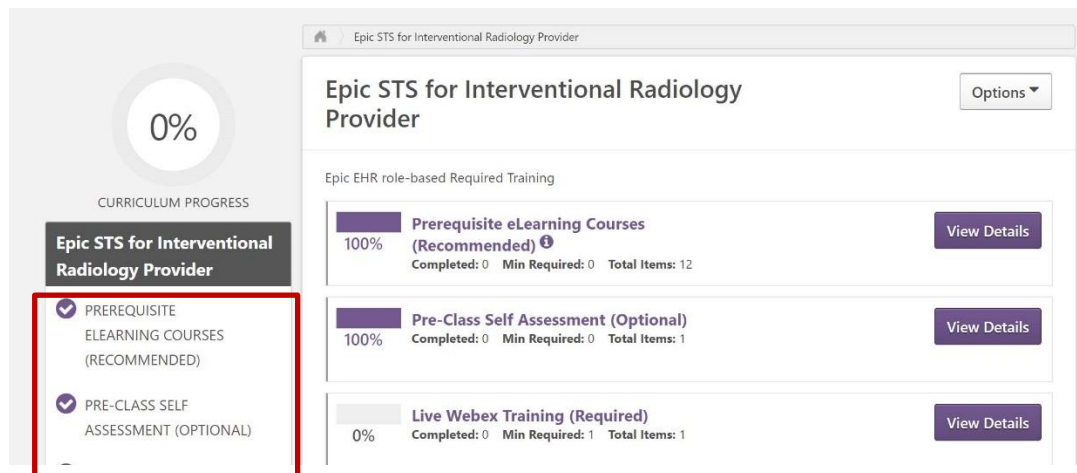 Epic STS for Interventional Radiology Provider
0%
CURRICULUM PROGRESS
Epic STS for Interventional
Radiology Provider
PREREQUISITE
ELEARNING COURSES
(RECOMMENDED)
PRE-CLASS SELF
ASSESSMENT (OPTIONAL)
Epic STS for Interventional Radiology
Provider
Options
Epic EHR role-based Required Training
100%
Prerequisite eLearning Courses
(Recommended)
Completed: 0 Min Required: 0 Total Items: 12
View Details
100%
Pre-Class Self Assessment (Optional)
Completed: 0 Min Required: 0 Total Items: 1
View Details
0%
Live Webex Training (Required)
Completed: 0 Min Required: 1 Total Items: 1
View Details